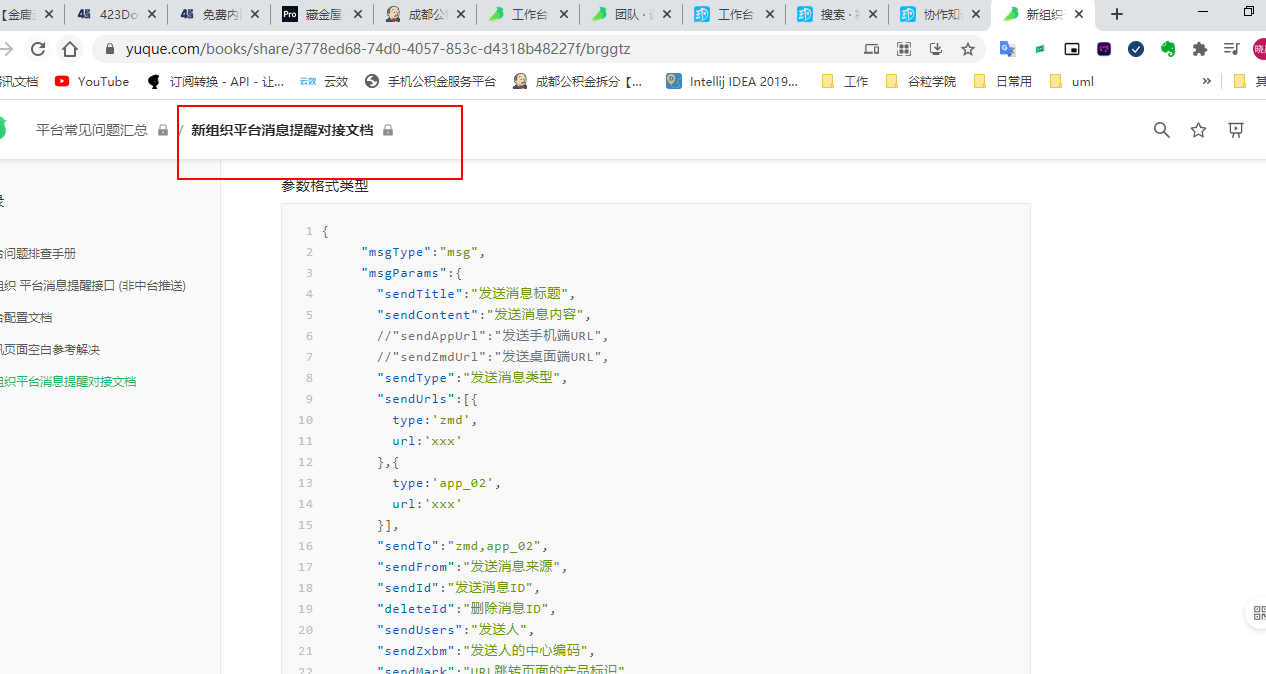 【金庙
423Do
免费内
藏金屋
成都公
工作台
团队 ·
工作台
搜索 ·
协作知
新组织
yuque.com/books/share/3778ed68-74d0-4057-853c-d4318b48227f/brggtz
讯文档
YouTube
订阅转换 - API - 让...
云效
手机公积金服务平台
成都公积金拆分【...
Intellij IDEA 2019...
工作
谷粒学院
日常用
uml
»
平台常见问题汇总 / 新组织平台消息提醒对接文档
录
台问题排查手册
组织 平台消息提醒接口 (非中台推送)
台配置文档
讯页面空白参考解决
组织平台消息提醒对接文档
参数格式类型
1 {
2 "msgType":"msg",
3 "msgParams":{
4 "sendTitle":"发送消息标题",
5 "sendContent":"发送消息内容",
6 //"sendAppUrl":"发送手机端URL",
7 //"sendZmdUrl":"发送桌面端URL",
8 "sendType":"发送消息类型",
9 "sendUrls":[{
10 type:'zmd',
11 url:'xxx'
12 },{
13 type:'app_02',
14 url:'xxx'
15 }],
16 "sendTo":"zmd,app_02",
17 "sendFrom":"发送消息来源",
18 "sendId":"发送消息ID",
19 "deleteId":"删除消息ID",
20 "sendUsers":"发送人",
21 "sendZxbm":"发送人的中心编码",
22 "sendMark":"URL跳转页面的产品标识"